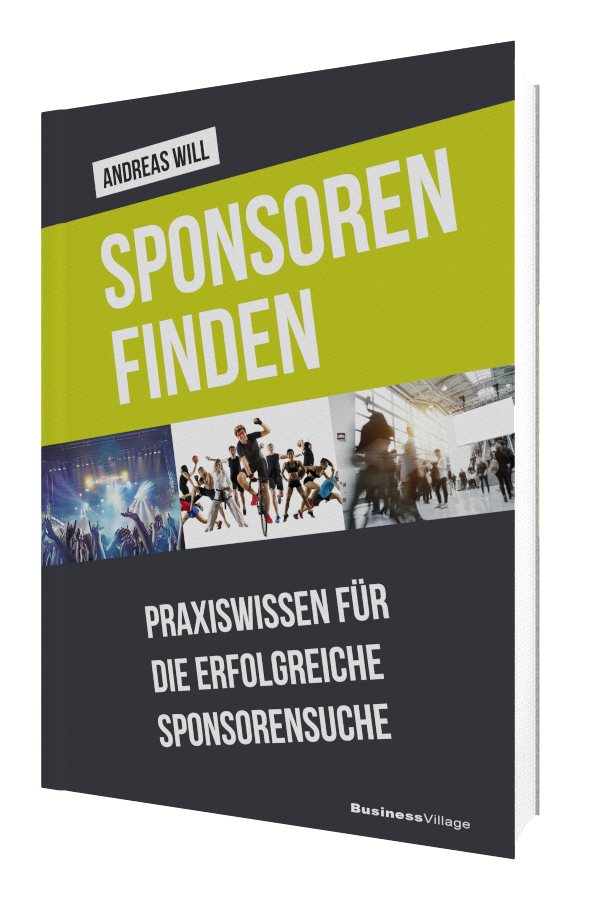 ANDREAS WILL
SPONSOREN
FINDEN
PRAXISWISSEN FÜR
DIE ERFOLGREICHE
SPONSORENSUCHE
BusinessVillage